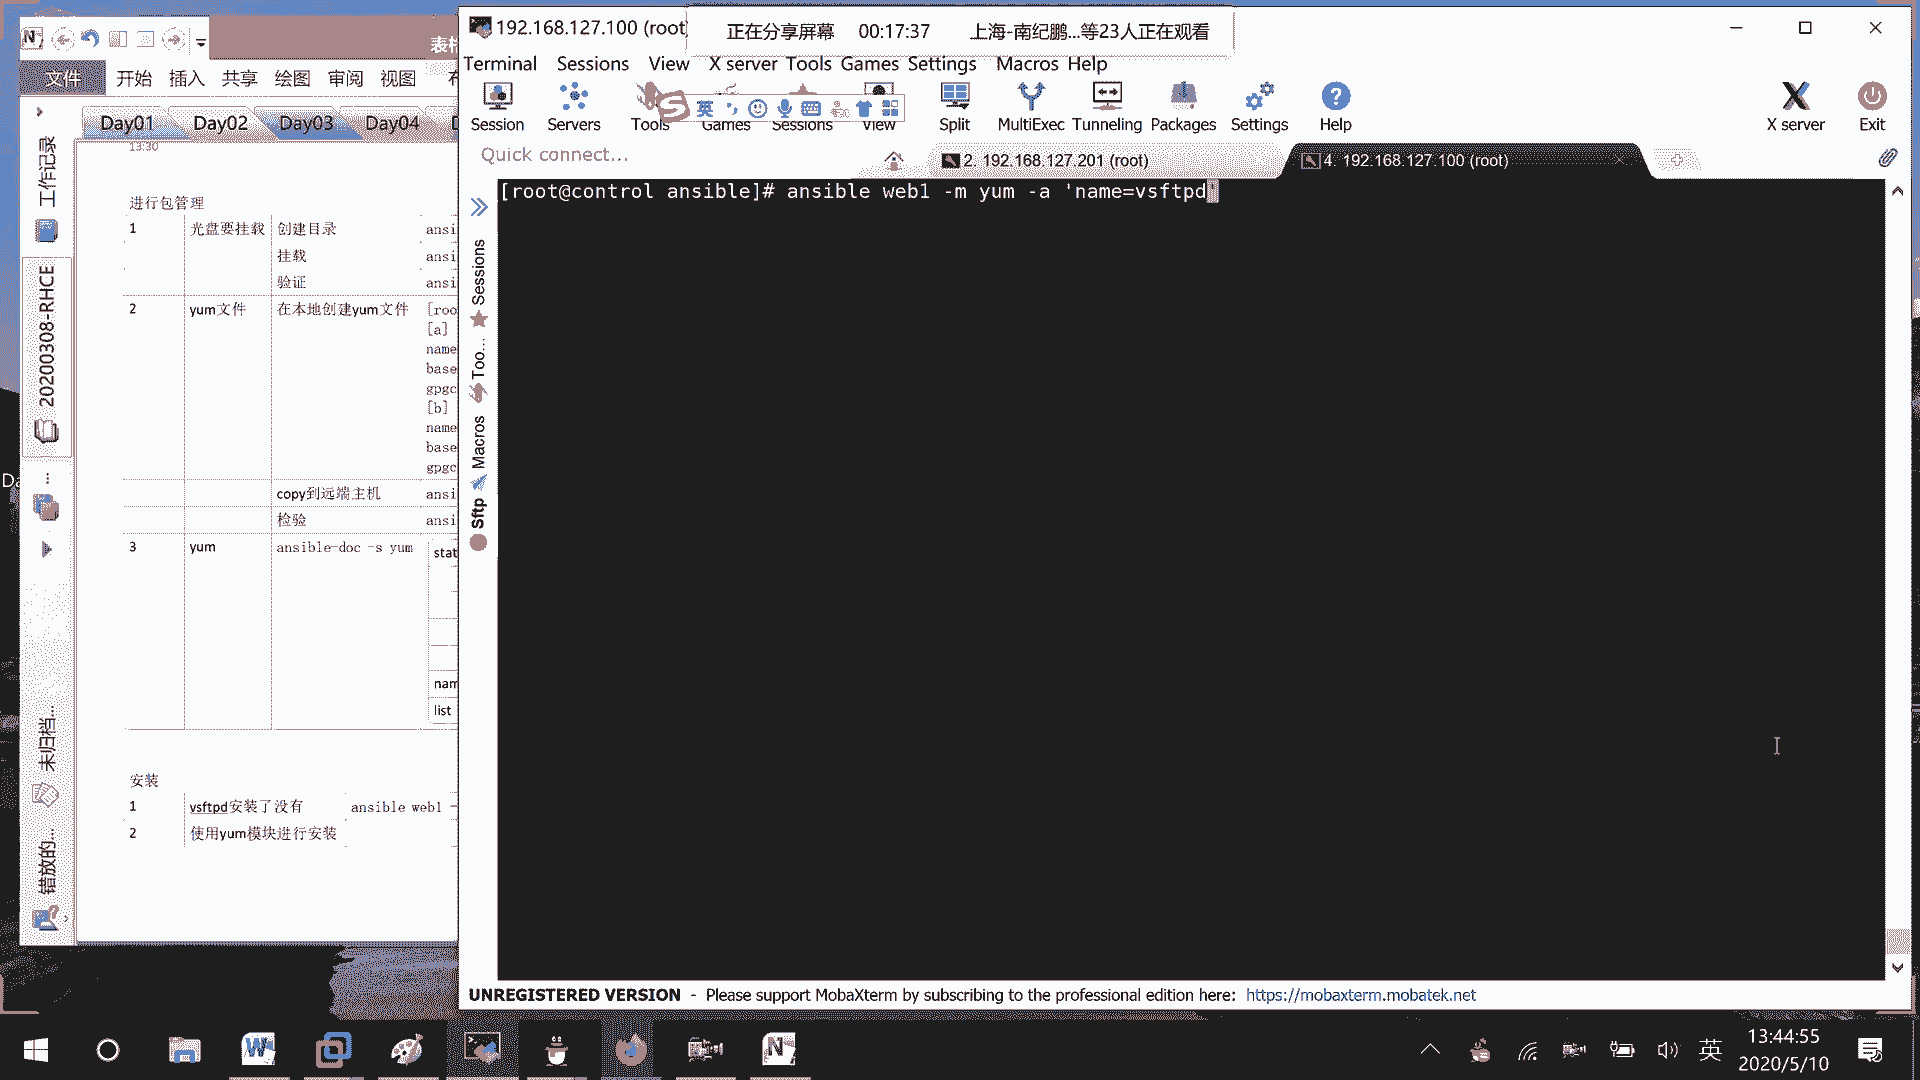 192.168.127.100 (root)
正在分享屏幕 00:17:37 上海-南纪鹏...等23人正在观看
Terminal Sessions View X server Tools Games Settings Macros Help
Session Servers Tools Games Sessions View Split MultiExec Tunneling Packages Settings Help X server Exit
英
Quick connect...
2. 192.168.127.201 (root)
4. 192.168.127.100 (root)
[root@control ansible]# ansible web1 -m yum -a 'name=vsftpd'
Sessions
Too...
Macros
Sftp
文件 开始 插入 共享 绘图 审阅 视图
Day01 Day02 Day03 Day04
工作记录
20200308-RHCE
...
未归档...
错放的...
13:30
进行包管理
1 光盘要挂载 创建目录 ansi
挂载 ansi
验证 ansi
2 yum文件 在本地创建yum文件 [roo
[a]
name
base
gpgc
[b]
name
base
gpgc
copy到远端主机 ansi
检验 ansi
3 yum ansible-doc -s yum stat
nam
list
安装
1 vsftpd安装了没有 ansible web1 -
2 使用yum模块进行安装
UNREGISTERED VERSION - Please support MobaXterm by subscribing to the professional edition here: https://mobaxterm.mobatek.net
英
13:44:55
2020/5/10